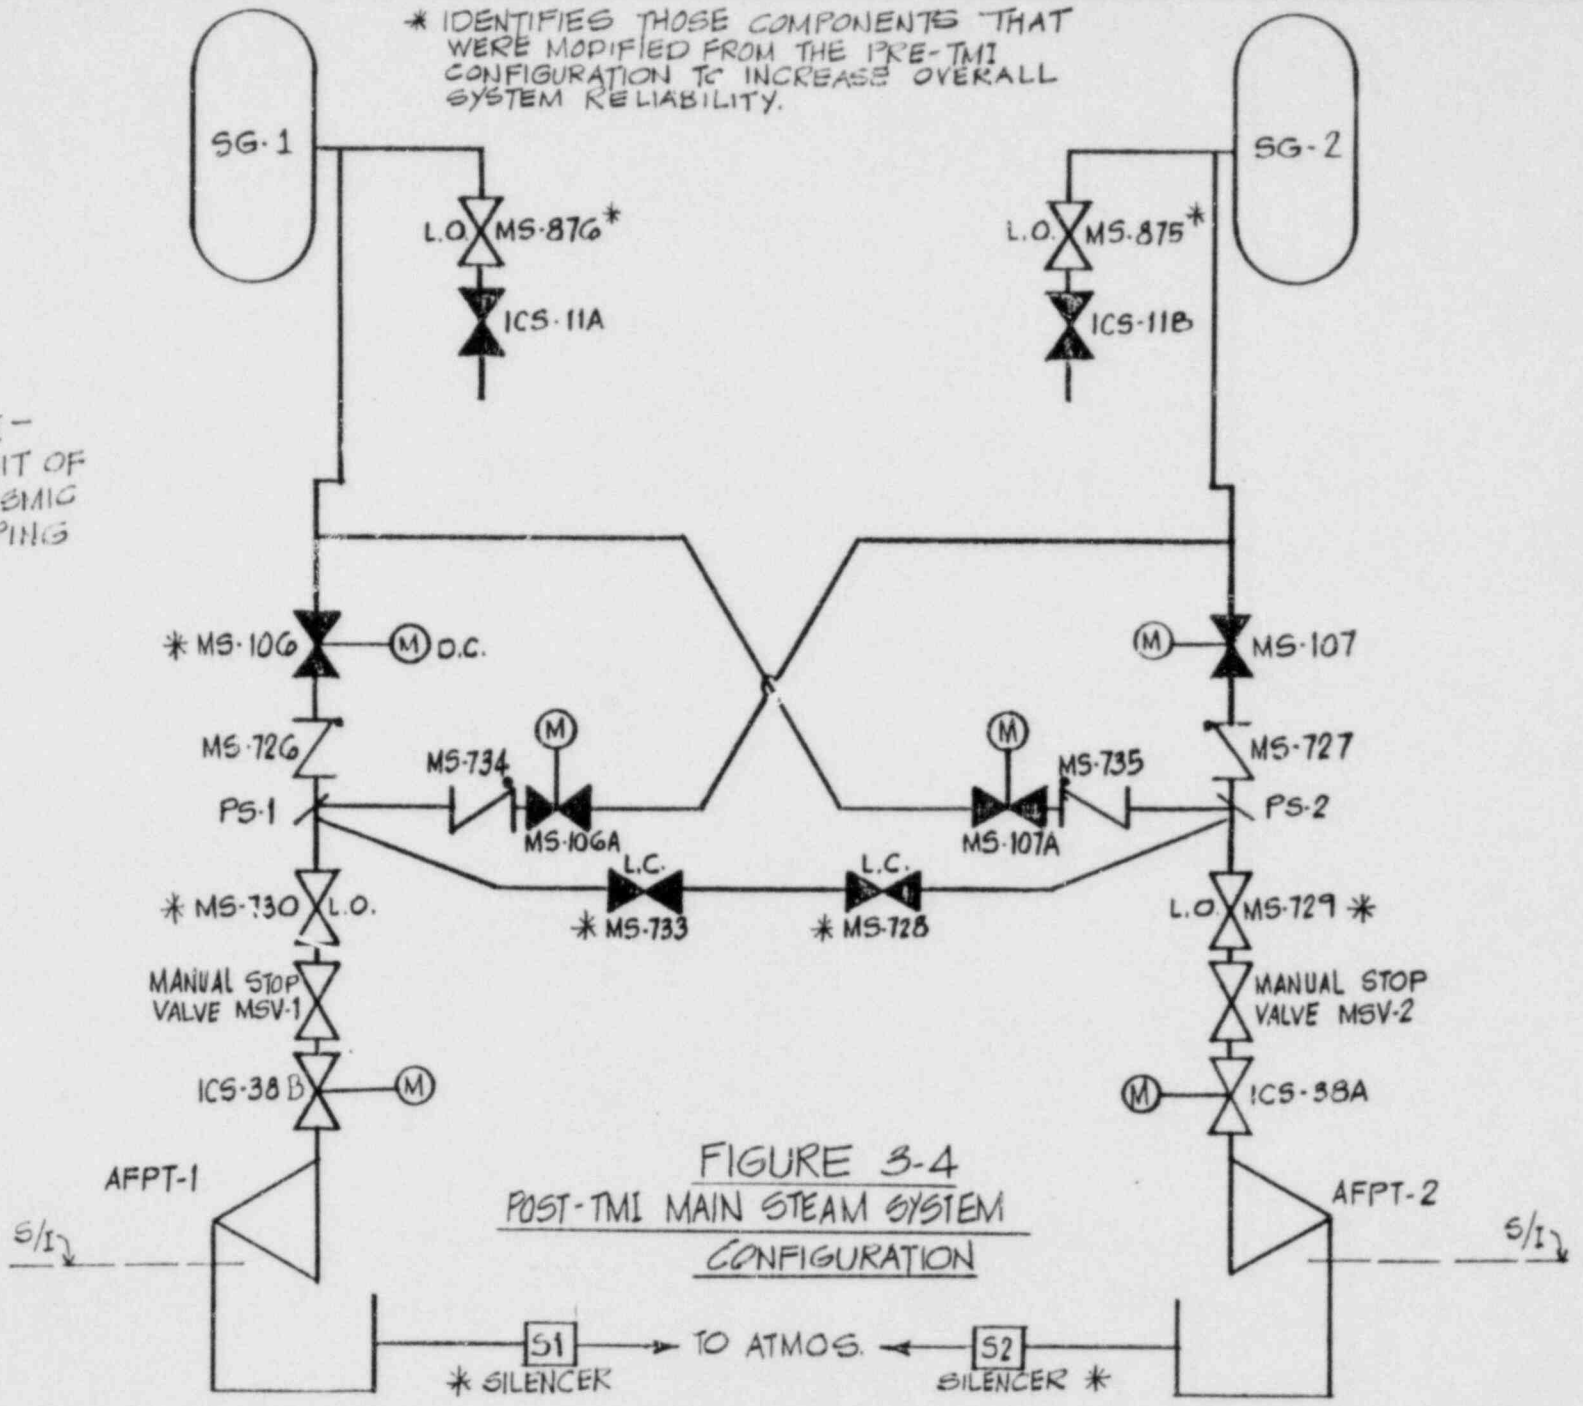 * IDENTIFIES THOSE COMPONENTS THAT
WERE MODIFIED FROM THE PRE-TMI
CONFIGURATION TO INCREASE OVERALL
SYSTEM RELIABILITY.
SG-1
SG-2
L.O. MS-876*
L.O. MS-875*
ICS-11A
ICS-11B
IT OF
SMIC
PING
* MS-106
M D.C.
M
MS-107
MS-726
MS-734
M
M
MS-735
MS-727
PS-1
PS-2
MS-106A
MS-107A
L.C.
L.C.
* MS-730 L.O.
* MS-733
* MS-728
L.O. MS-729 *
MANUAL STOP
VALVE MSV-1
MANUAL STOP
VALVE MSV-2
ICS-38B
M
M
ICS-38A
AFPT-1
AFPT-2
FIGURE 3-4
POST-TMI MAIN STEAM SYSTEM
CONFIGURATION
S/I
S/I
S1
TO ATMOS.
S2
* SILENCER
SILENCER *